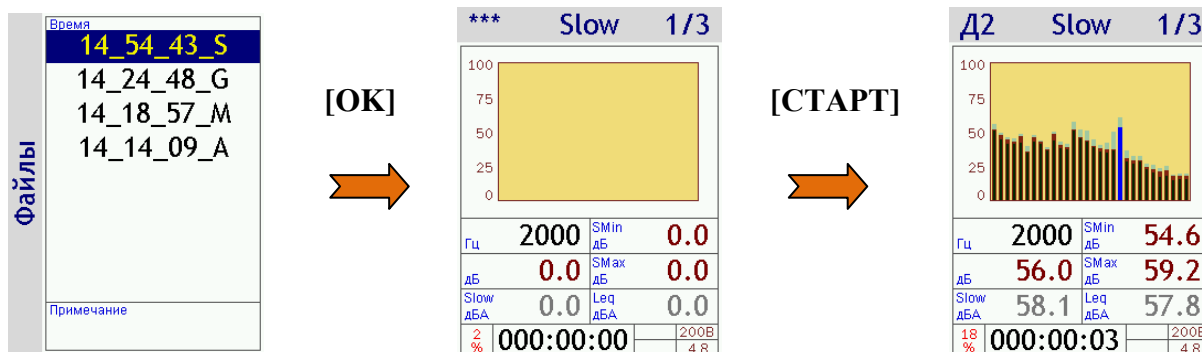 Файлы
Время
14_54_43_S
14_24_48_G
14_18_57_M
14_14_09_A
Примечание
[OK]
*** Slow 1/3
100
75
50
25
0
Гц 2000 SMin дБ 0.0
дБ 0.0 SMax дБ 0.0
Slow дБА 0.0 Leq дБА 0.0
2 % 000:00:00 200В 4.8
[СТАРТ]
Д2 Slow 1/3
100
75
50
25
0
Гц 2000 SMin дБ 54.6
дБ 56.0 SMax дБ 59.2
Slow дБА 58.1 Leq дБА 57.8
18 % 000:00:03 200В 4.8